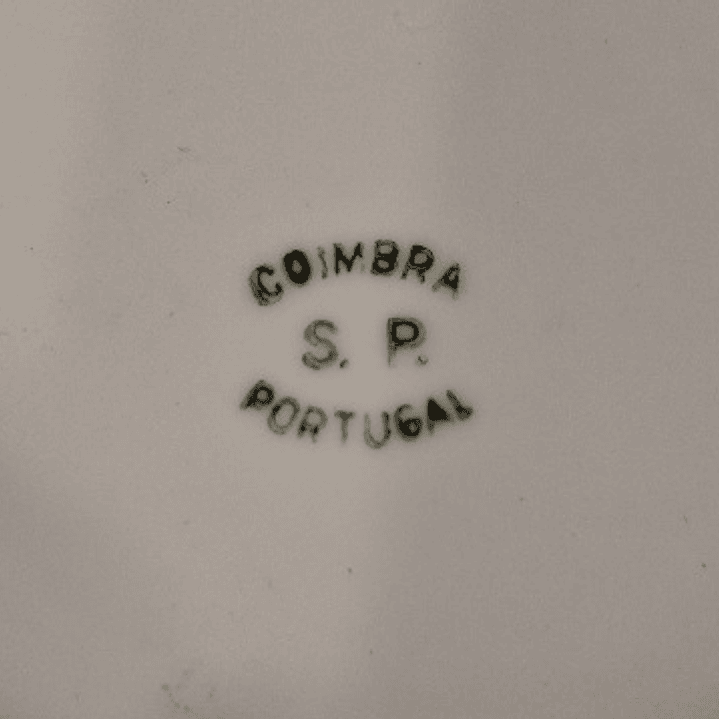 COIMBRA
S. P.
PORTUGAL